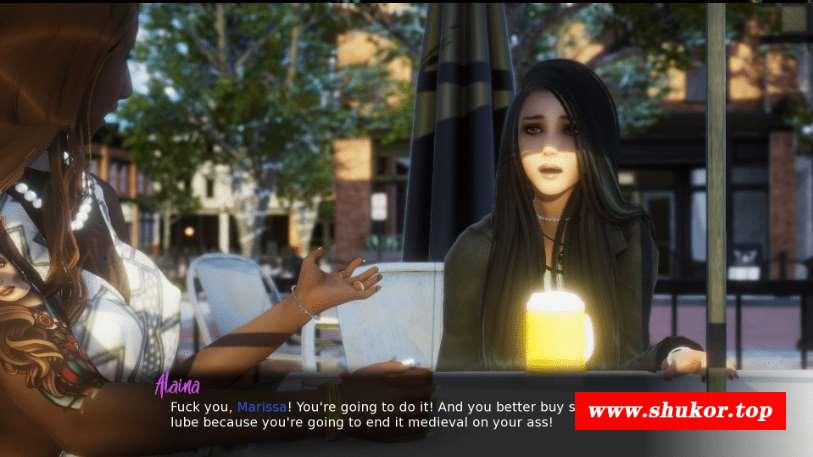 Alaina
Fuck you, Marissa! You're going to do it! And you better buy
lube because you're going to end it medieval on your ass!
www.shukor.top